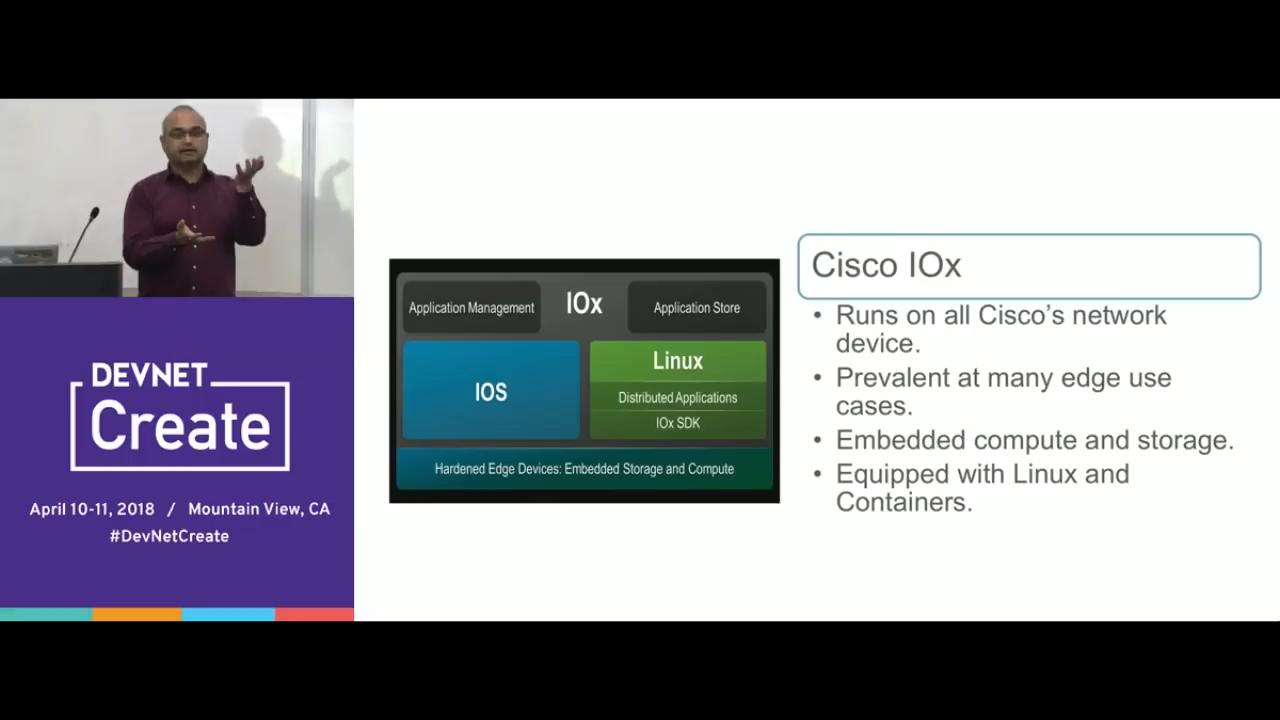 DEVNET
Create
April 10-11, 2018 / Mountain View, CA
#DevNetCreate
Application Management
IOx
Application Store
IOS
Linux
Distributed Applications
IOx SDK
Hardened Edge Devices: Embedded Storage and Compute
Cisco IOx
• Runs on all Cisco's network
device.
• Prevalent at many edge use
cases.
• Embedded compute and storage.
• Equipped with Linux and
Containers.